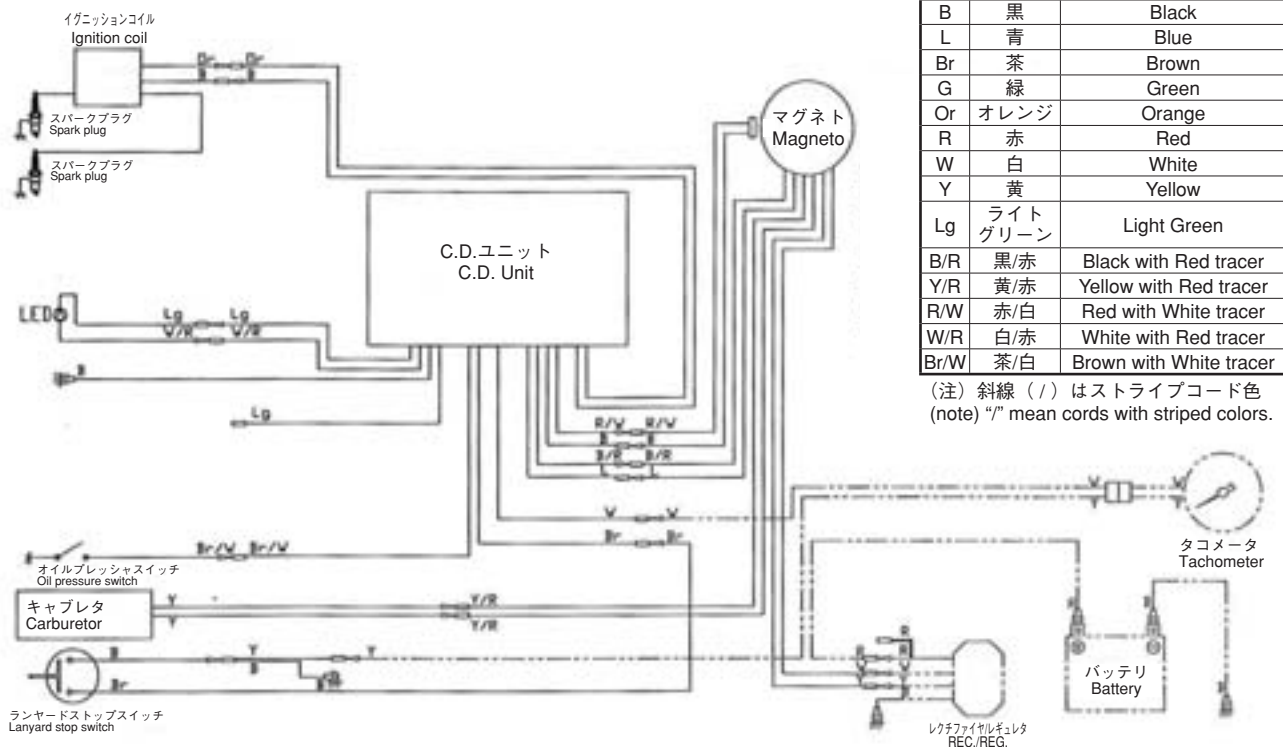 イグニッションコイル
Ignition coil
Or Or
B B
スパークプラグ
Spark plug
スパークプラグ
Spark plug
マグネト
Magneto
C.D.ユニット
C.D. Unit
LED
Lg Lg
W/R W/R
B
Lg
R/W R/W
B B
B/R B/R
L L
W W
Br Br
Br/W Br/W
オイルプレッシャスイッチ
Oil pressure switch
キャブレタ
Carburetor
Y Y/R
Y Y/R
B Y Y
B B
Br
ランヤードストップスイッチ
Lanyard stop switch
W W
Y Y
タコメータ
Tachometer
R
R R
レクチファイヤルギュレタ
REC./REG.
バッテリ
Battery
B 黒 Black
L 青 Blue
Br 茶 Brown
G 緑 Green
Or オレンジ Orange
R 赤 Red
W 白 White
Y 黄 Yellow
Lg ライトグリーン Light Green
B/R 黒/赤 Black with Red tracer
Y/R 黄/赤 Yellow with Red tracer
R/W 赤/白 Red with White tracer
W/R 白/赤 White with Red tracer
Br/W 茶/白 Brown with White tracer
（注）斜線（ / ）はストライプコード色
(note) “/” mean cords with striped colors.